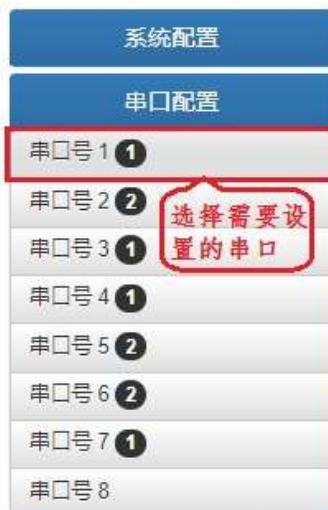 系统配置
串口配置
串口号 1 1
串口号 2 2
选择需要设
置的串口
串口号 3 1
串口号 4 1
串口号 5 2
串口号 6 2
串口号 7 1
串口号 8